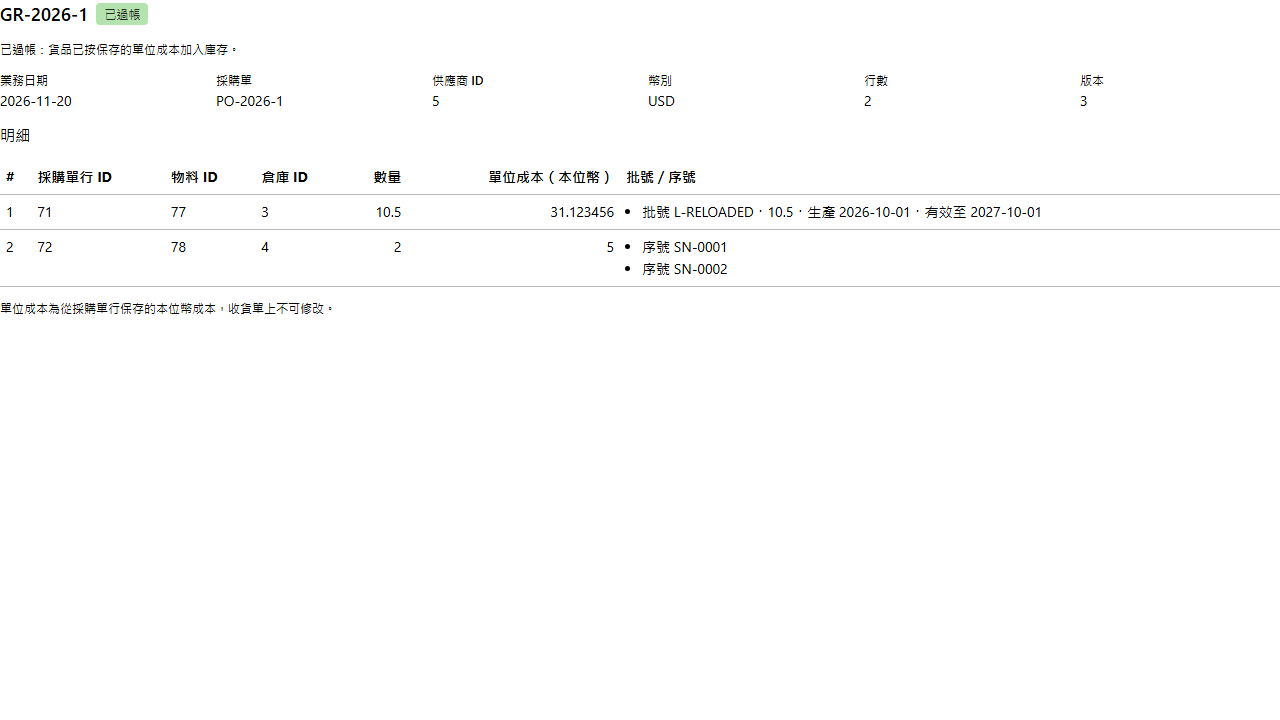 GR-2026-1 已過帳
已過帳：貨品已按保存的單位成本加入庫存。
業務日期 採購單 供應商 ID 幣別 行數 版本
2026-11-20 PO-2026-1 5 USD 2 3
明細
# 採購單行 ID 物料 ID 倉庫 ID 數量 單位成本（本位幣） 批號 / 序號
1 71 77 3 10.5 31.123456 • 批號 L-RELOADED · 10.5 · 生產 2026-10-01 · 有效至 2027-10-01
2 72 78 4 2 5 • 序號 SN-0001
• 序號 SN-0002
單位成本為從採購單行保存的本位幣成本，收貨單上不可修改。